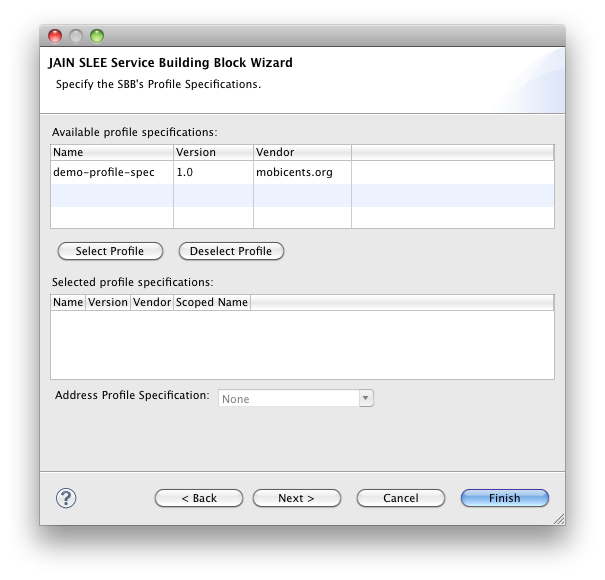 JAIN SLEE Service Building Block Wizard
Specify the SBB's Profile Specifications.
Available profile specifications:
Name Version Vendor
demo-profile-spec 1.0 mobicents.org
Select Profile Deselect Profile
Selected profile specifications:
Name Version Vendor Scoped Name
Address Profile Specification: None
? < Back Next > Cancel Finish